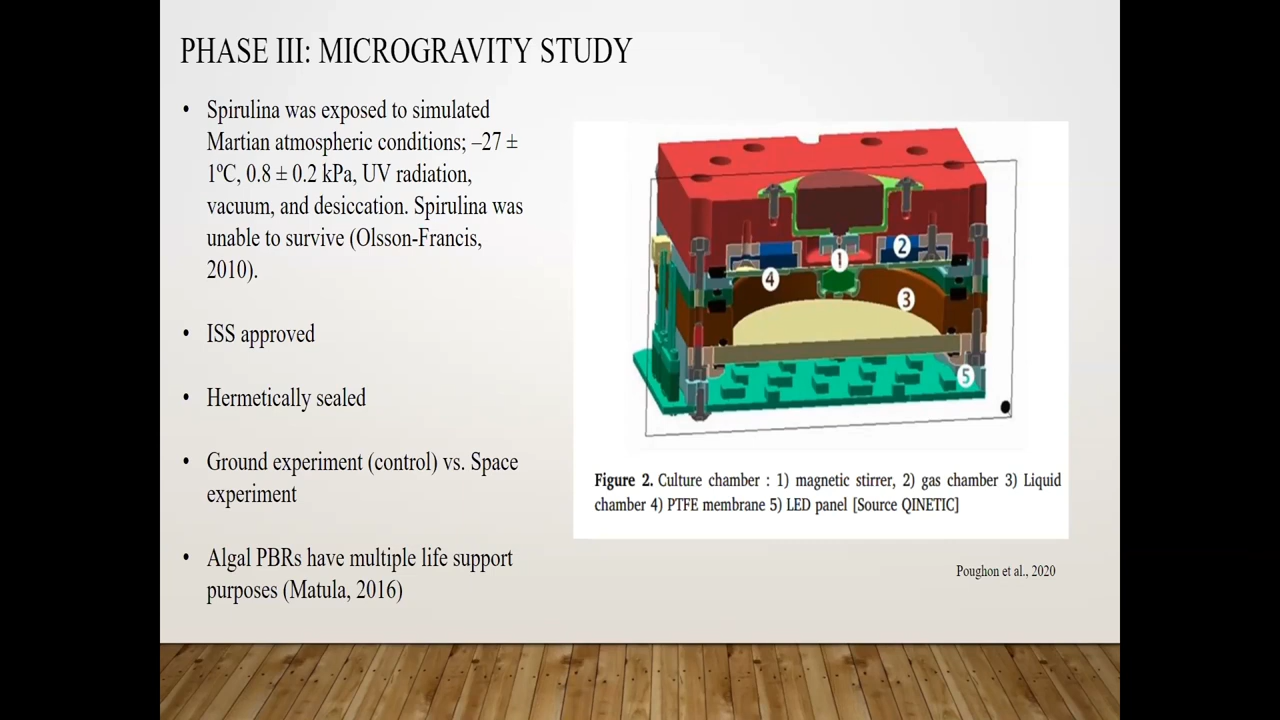 PHASE III: MICROGRAVITY STUDY
• Spirulina was exposed to simulated
Martian atmospheric conditions; –27 ±
1ºC, 0.8 ± 0.2 kPa, UV radiation,
vacuum, and desiccation. Spirulina was
unable to survive (Olsson-Francis,
2010).
• ISS approved
• Hermetically sealed
• Ground experiment (control) vs. Space
experiment
• Algal PBRs have multiple life support
purposes (Matula, 2016)
1
2
4
3
5
Figure 2. Culture chamber : 1) magnetic stirrer, 2) gas chamber 3) Liquid
chamber 4) PTFE membrane 5) LED panel [Source QINETIC]
Poughon et al., 2020